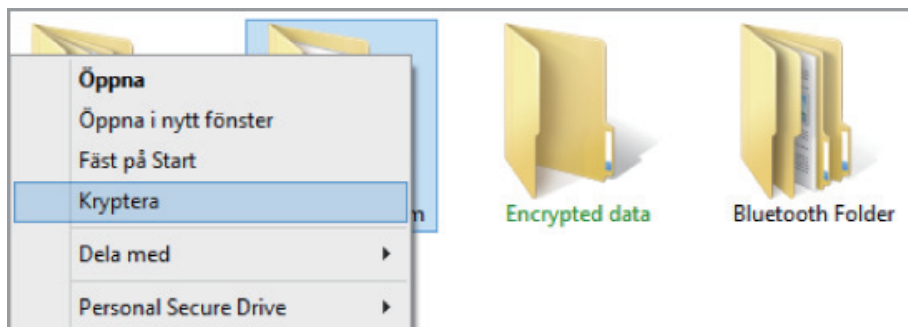 Öppna
Öppna i nytt fönster
Fäst på Start
Kryptera
Dela med
Personal Secure Drive
Encrypted data
Bluetooth Folder